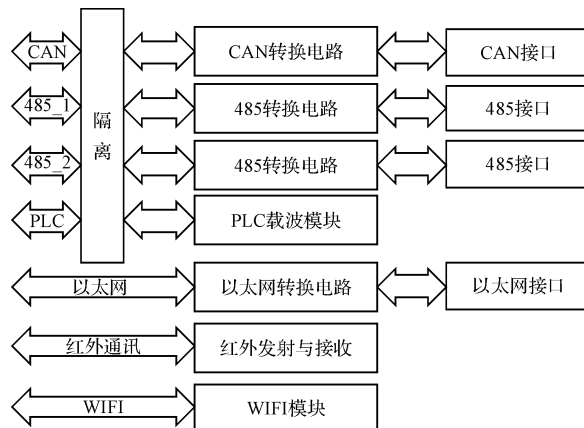 CAN
CAN转换电路
CAN接口
485_1
485转换电路
485接口
隔离
485_2
485转换电路
485接口
PLC
PLC载波模块
以太网
以太网转换电路
以太网接口
红外通讯
红外发射与接收
WIFI
WIFI模块